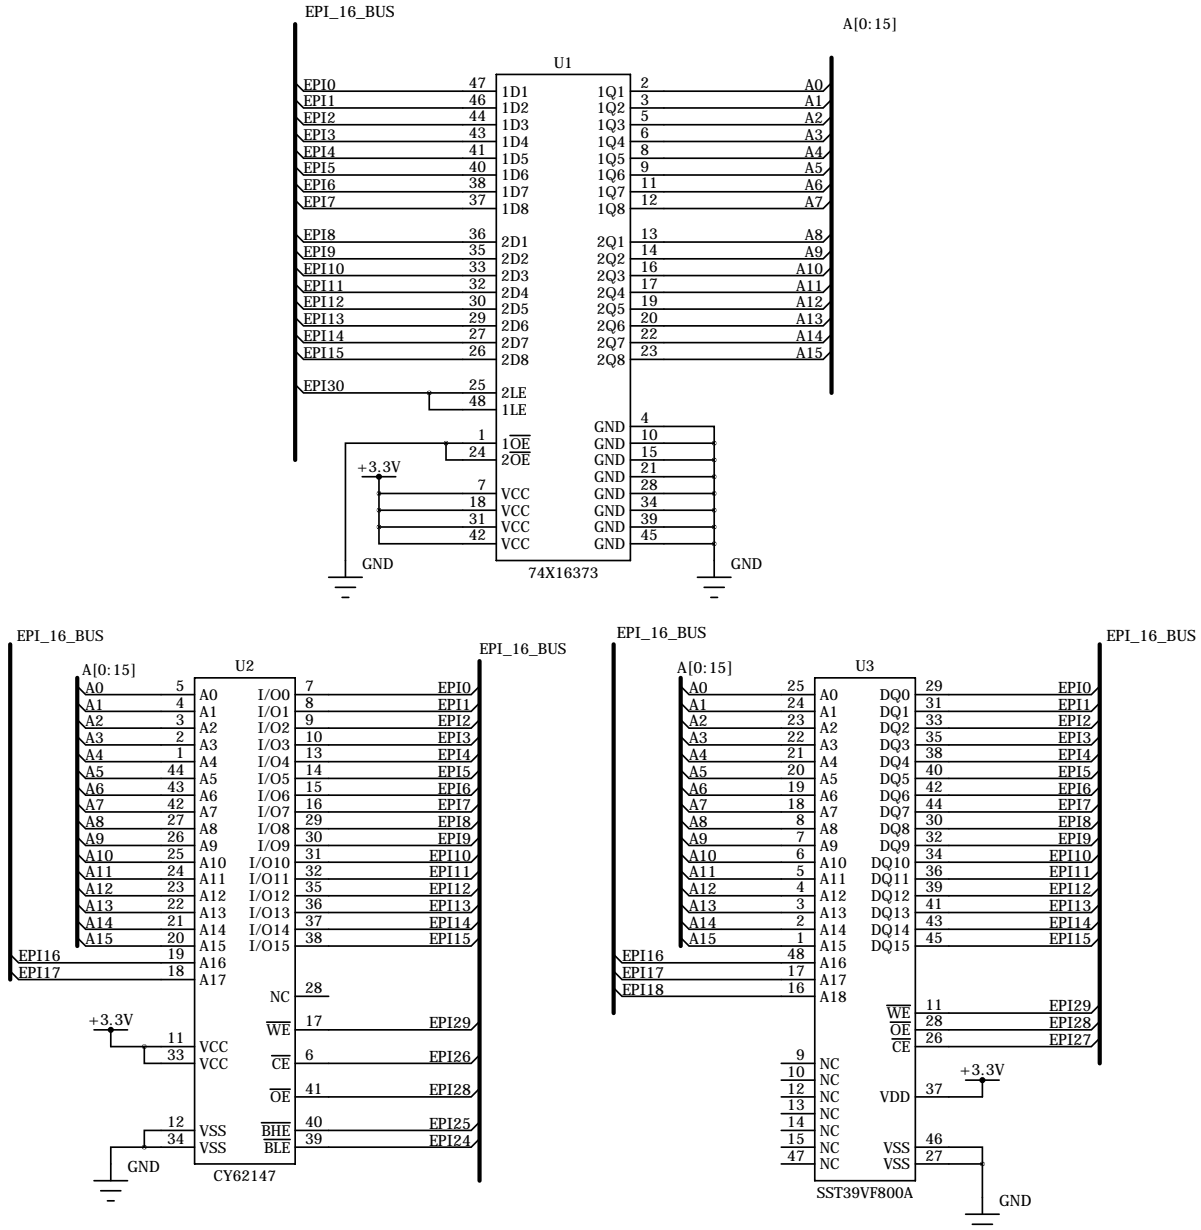 EPI_16_BUS
A[0:15]
U1
EPI0 47 1D1 1Q1 2 A0
EPI1 46 1D2 1Q2 3 A1
EPI2 44 1D3 1Q3 5 A2
EPI3 43 1D4 1Q4 6 A3
EPI4 41 1D5 1Q5 8 A4
EPI5 40 1D6 1Q6 9 A5
EPI6 38 1D7 1Q7 11 A6
EPI7 37 1D8 1Q8 12 A7
EPI8 36 2D1 2Q1 13 A8
EPI9 35 2D2 2Q2 14 A9
EPI10 33 2D3 2Q3 16 A10
EPI11 32 2D4 2Q4 17 A11
EPI12 30 2D5 2Q5 19 A12
EPI13 29 2D6 2Q6 20 A13
EPI14 27 2D7 2Q7 22 A14
EPI15 26 2D8 2Q8 23 A15
EPI30 25 2LE
48 1LE
GND 4
1 1OE GND 10
24 2OE GND 15
+3.3V GND 21
7 VCC GND 28
18 VCC GND 34
31 VCC GND 39
42 VCC GND 45
GND
74X16373
GND
EPI_16_BUS
EPI_16_BUS
A[0:15]
U2
A0 5 A0 I/O0 7 EPI0
A1 4 A1 I/O1 8 EPI1
A2 3 A2 I/O2 9 EPI2
A3 2 A3 I/O3 10 EPI3
A4 1 A4 I/O4 13 EPI4
A5 44 A5 I/O5 14 EPI5
A6 43 A6 I/O6 15 EPI6
A7 42 A7 I/O7 16 EPI7
A8 27 A8 I/O8 29 EPI8
A9 26 A9 I/O9 30 EPI9
A10 25 A10 I/O10 31 EPI10
A11 24 A11 I/O11 32 EPI11
A12 23 A12 I/O12 35 EPI12
A13 22 A13 I/O13 36 EPI13
A14 21 A14 I/O14 37 EPI14
A15 20 A15 I/O15 38 EPI15
EPI16 19 A16
EPI17 18 A17
NC 28
+3.3V WE 17 EPI29
11 VCC
33 VCC CE 6 EPI26
OE 41 EPI28
12 VSS BHE 40 EPI25
34 VSS BLE 39 EPI24
GND
CY62147
EPI_16_BUS
EPI_16_BUS
A[0:15]
U3
A0 25 A0 DQ0 29 EPI0
A1 24 A1 DQ1 31 EPI1
A2 23 A2 DQ2 33 EPI2
A3 22 A3 DQ3 35 EPI3
A4 21 A4 DQ4 38 EPI4
A5 20 A5 DQ5 40 EPI5
A6 19 A6 DQ6 42 EPI6
A7 18 A7 DQ7 44 EPI7
A8 8 A8 DQ8 30 EPI8
A9 7 A9 DQ9 32 EPI9
A10 6 A10 DQ10 34 EPI10
A11 5 A11 DQ11 36 EPI11
A12 4 A12 DQ12 39 EPI12
A13 3 A13 DQ13 41 EPI13
A14 2 A14 DQ14 43 EPI14
A15 1 A15 DQ15 45 EPI15
EPI16 48 A16
EPI17 17 A17
EPI18 16 A18
WE 11 EPI29
OE 28 EPI28
CE 26 EPI27
9 NC
10 NC +3.3V
12 NC VDD 37
13 NC
14 NC
15 NC VSS 46
47 NC VSS 27
SST39VF800A
GND